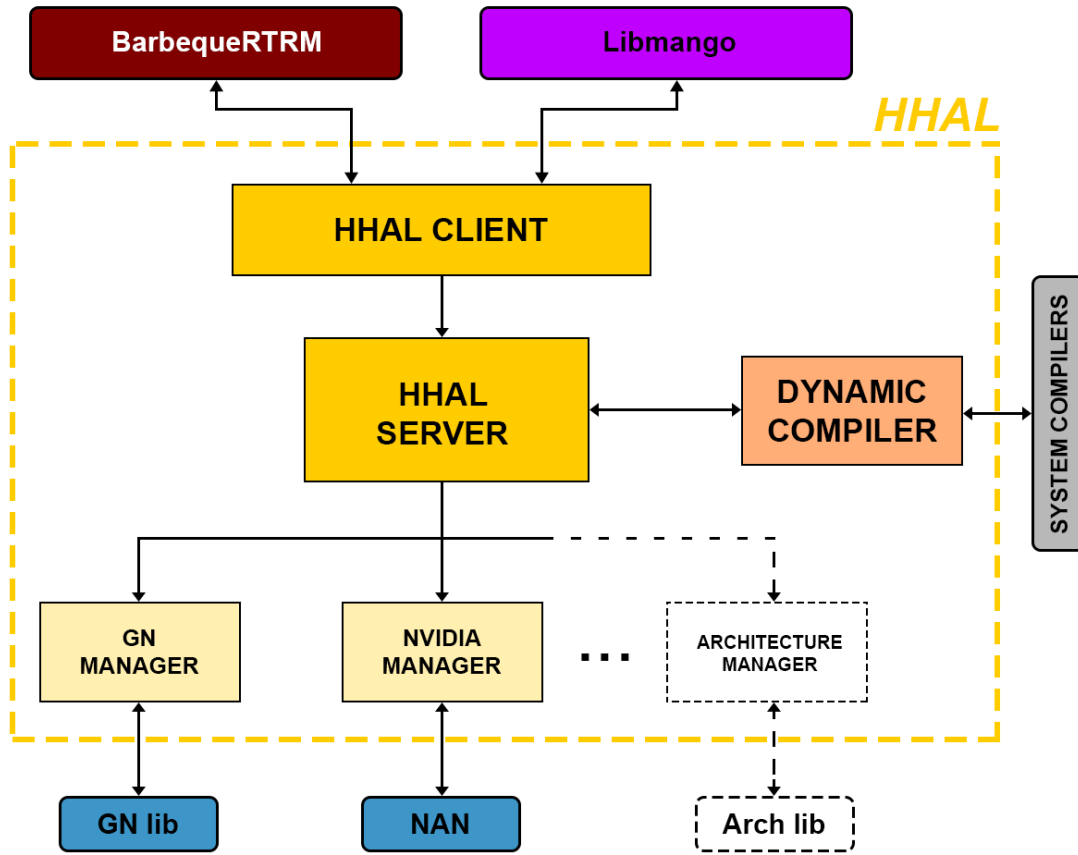 BarbequeRTRM
Libmango
HHAL
HHAL CLIENT
HHAL
SERVER
DYNAMIC
COMPILER
SYSTEM COMPILERS
GN
MANAGER
NVIDIA
MANAGER
...
ARCHITECTURE
MANAGER
GN lib
NAN
Arch lib